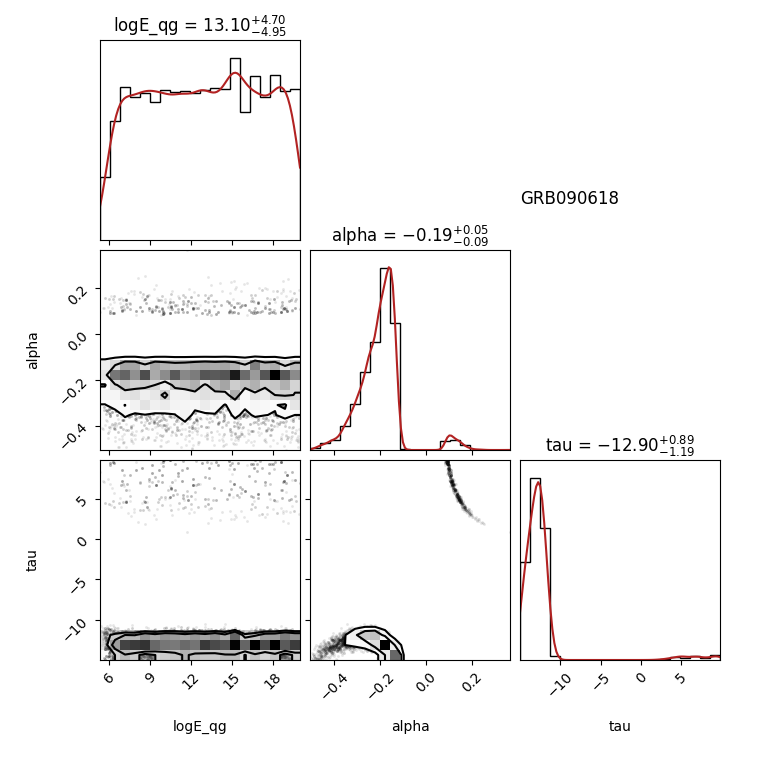 logE_qg = 13.10+4.70 −4.95
GRB090618
alpha = −0.19+0.05 −0.09
alpha
0.2
0.0
−0.2
−0.4
tau = −12.90+0.89 −1.19
tau
5
0
−5
−10
6 9 12 15 18
−0.4 −0.2 0.0 0.2
−10 −5 0 5
logE_qg alpha tau